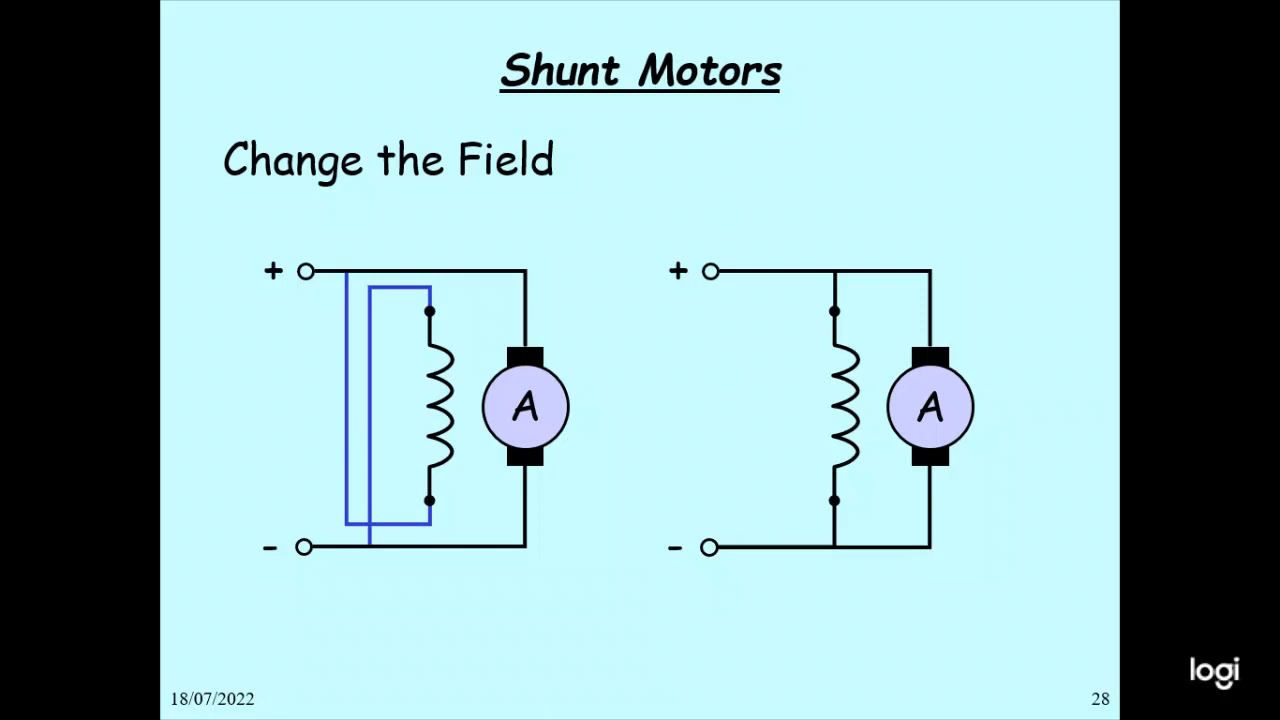 Shunt Motors
Change the Field
+ +
A A
- -
18/07/2022 28
logi